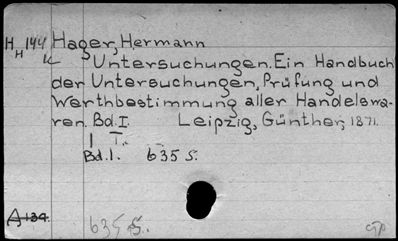 HH 144 Hager, Hermann
K Untersuchungen. Ein Handbuch
der Untersuchungen, Prüfung und
Werthbestimmung aller Handelswa-
ren. Bd. I. Leipzig, Günther, 1871.
I T.
Bd. I. 635 S.
A 134
635 S.